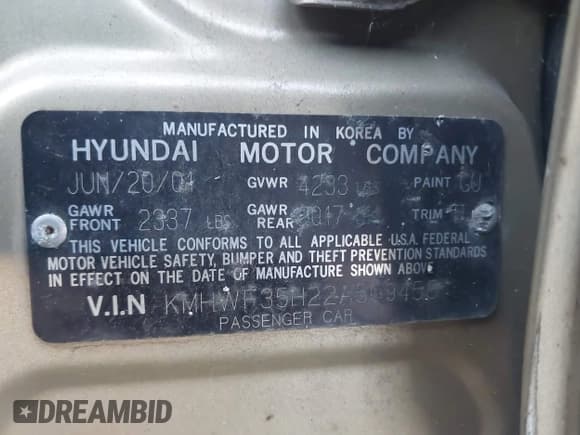 MANUFACTURED IN KOREA BY
HYUNDAI MOTOR COMPANY
JUN/20/01 GVWR 4233 LBS PAINT
GAWR FRONT 2337 LBS GAWR REAR TRIM
THIS VEHICLE CONFORMS TO ALL APPLICABLE U.S.A. FEDERAL
MOTOR VEHICLE SAFETY, BUMPER AND THEFT PREVENTION STANDARDS
IN EFFECT ON THE DATE OF MANUFACTURE SHOWN ABOVE
V.I.N
PASSENGER CAR
DREAMBID